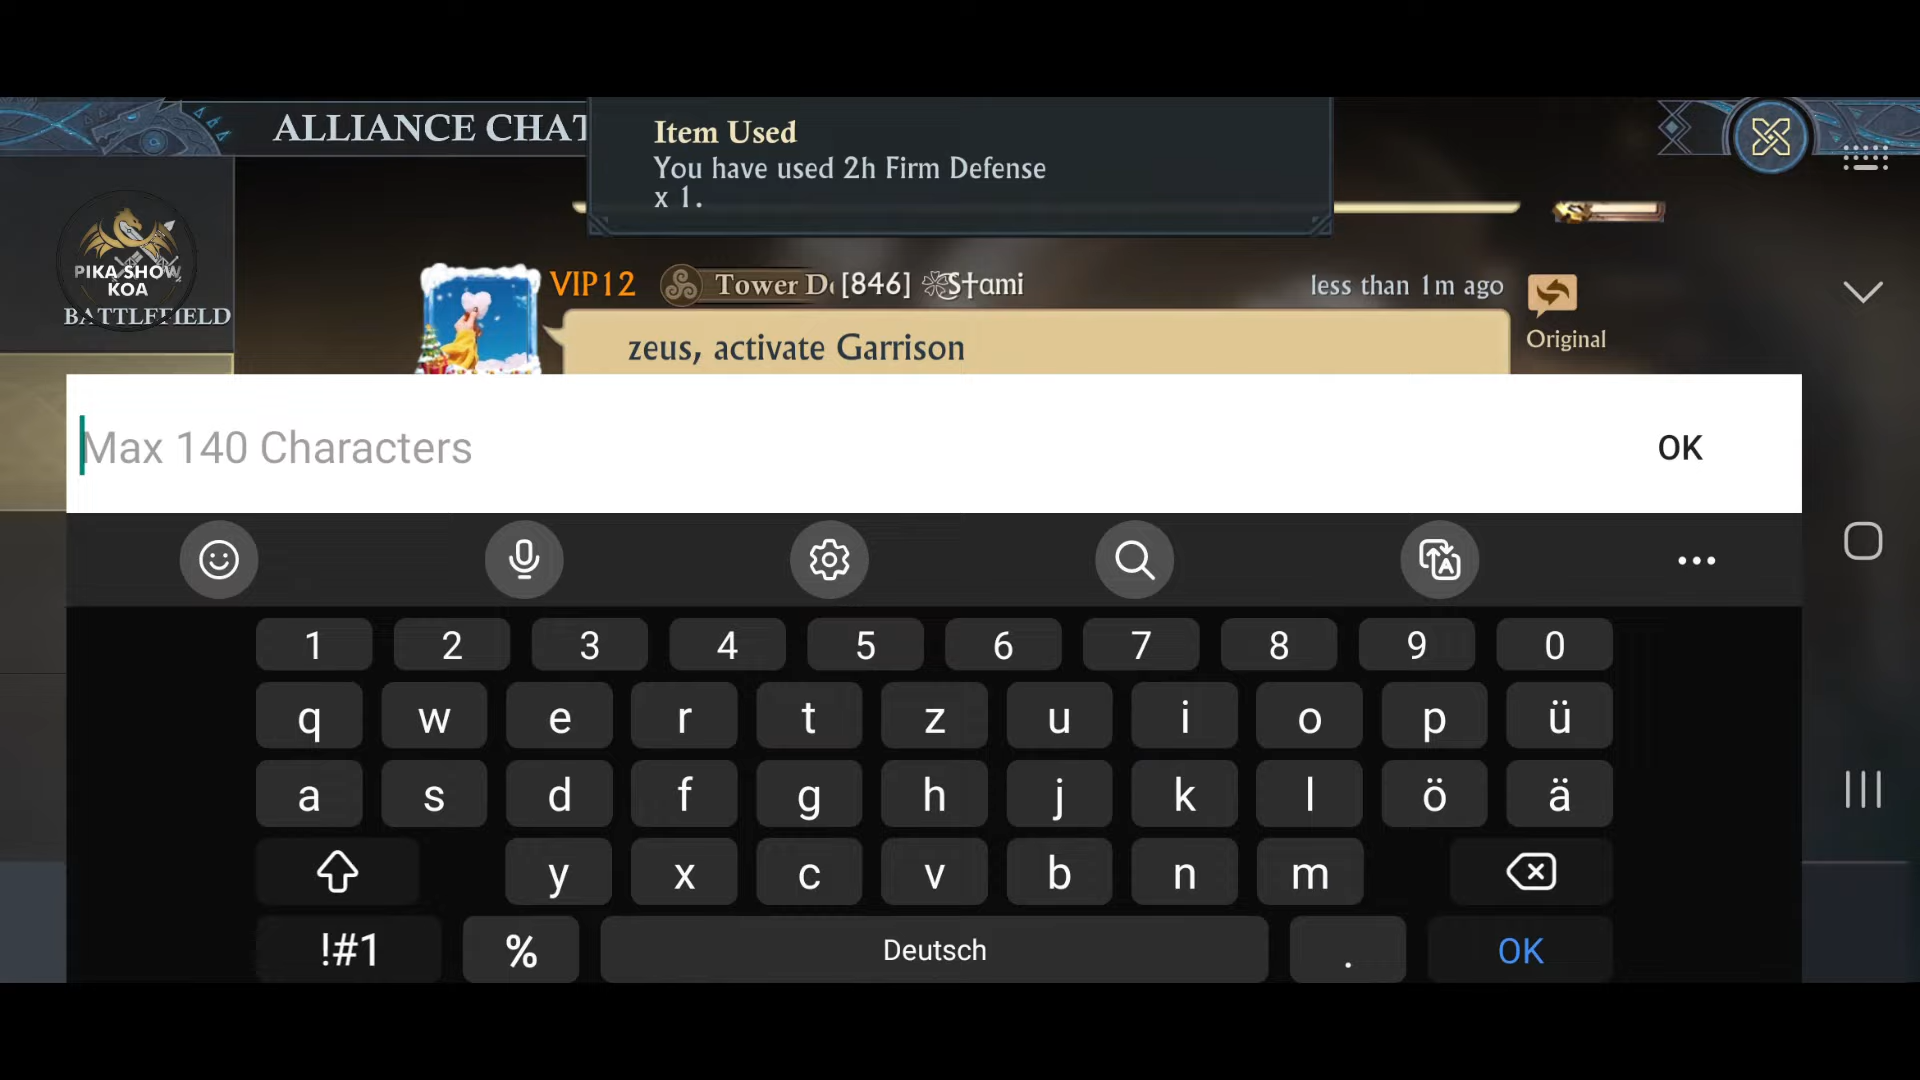 ALLIANCE CHAT
Item Used
You have used 2h Firm Defense
x 1.
PIKA SHOW
KOA
BATTLEFIELD
VIP12
Tower D
[846] Stami
less than 1m ago
Original
zeus, activate Garrison
Max 140 Characters
OK
1 2 3 4 5 6 7 8 9 0
q w e r t z u i o p ü
a s d f g h j k l ö ä
y x c v b n m
!#1 % Deutsch . OK